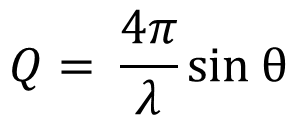 Q = 4π/λ sin θ